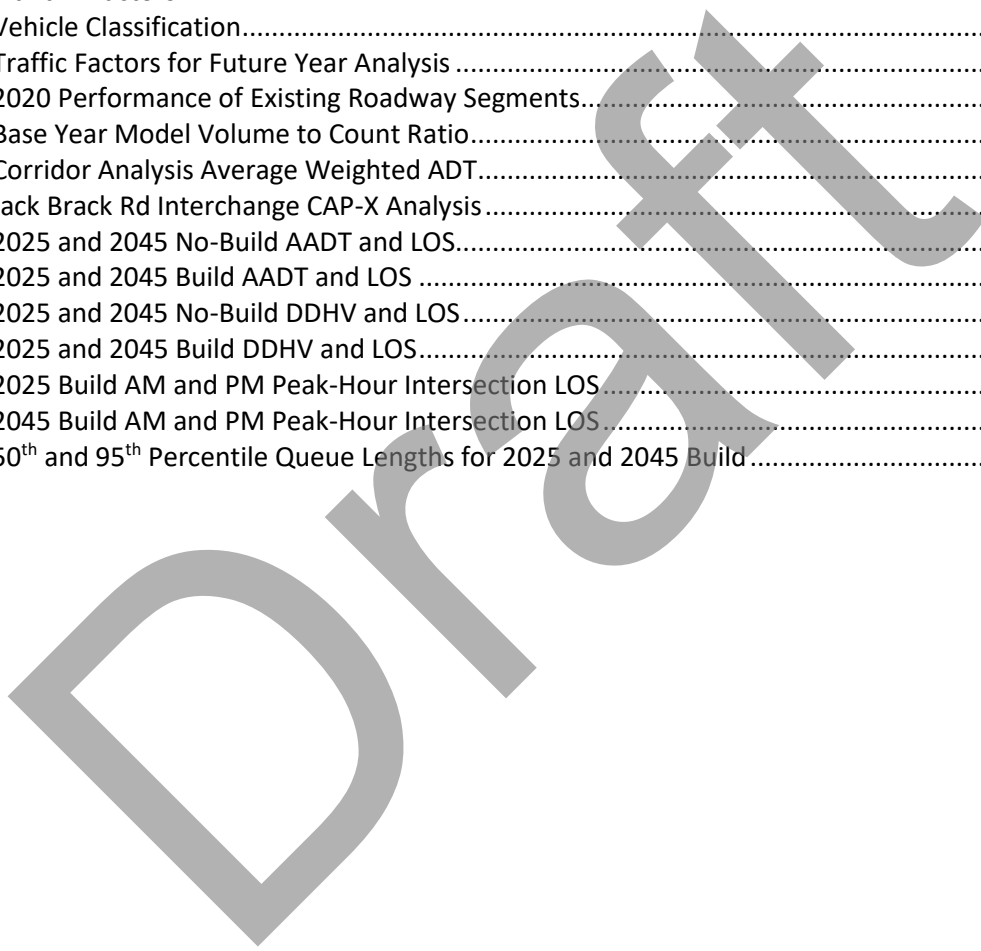 Vehicle Classification
Traffic Factors for Future Year Analysis
2020 Performance of Existing Roadway Segments
Base Year Model Volume to Count Ratio
Corridor Analysis Average Weighted ADT
Jack Brack Rd Interchange CAP-X Analysis
2025 and 2045 No-Build AADT and LOS
2025 and 2045 Build AADT and LOS
2025 and 2045 No-Build DDHV and LOS
2025 and 2045 Build DDHV and LOS
2025 Build AM and PM Peak-Hour Intersection LOS
2045 Build AM and PM Peak-Hour Intersection LOS
50th and 95th Percentile Queue Lengths for 2025 and 2045 Build
Draft